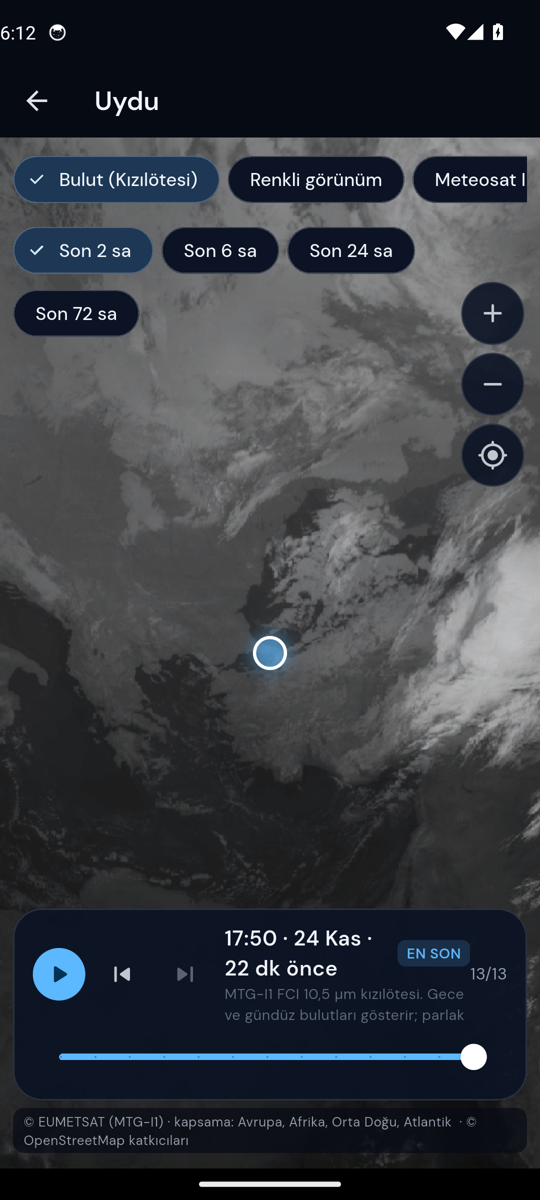 6:12
Uydu
Bulut (Kızılötesi)
Renkli görünüm
Meteosat I
Son 2 sa
Son 6 sa
Son 24 sa
Son 72 sa
17:50 · 24 Kas ·
22 dk önce
EN SON
13/13
MTG-I1 FCI 10,5 µm kızılötesi. Gece
ve gündüz bulutları gösterir; parlak
© EUMETSAT (MTG-I1) · kapsama: Avrupa, Afrika, Orta Doğu, Atlantik · ©
OpenStreetMap katkıcıları